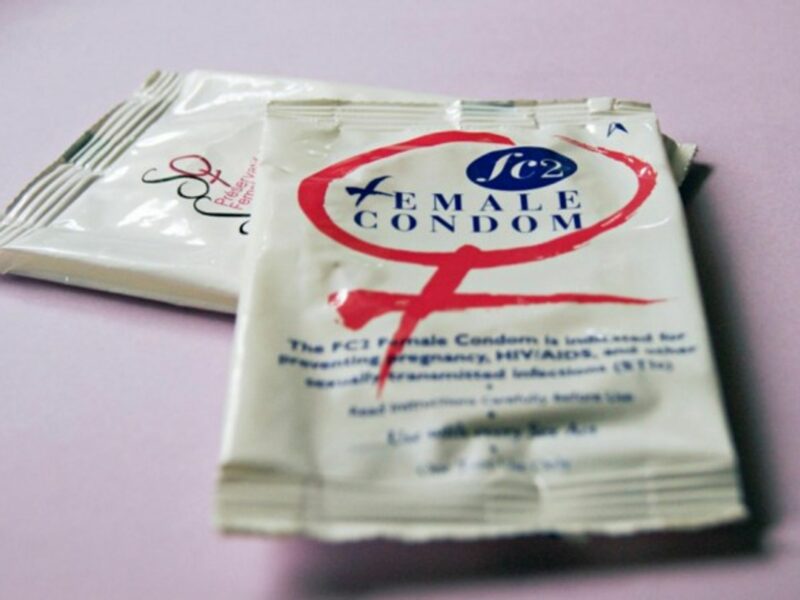 fc2
FEMALE
CONDOM
The FC2 Female Condom is indicated for
preventing pregnancy, HIV/AIDS, and other
sexually transmitted infections (STIs)
Read Instructions Carefully Before Use
Use with every Sex Act
Préservatif